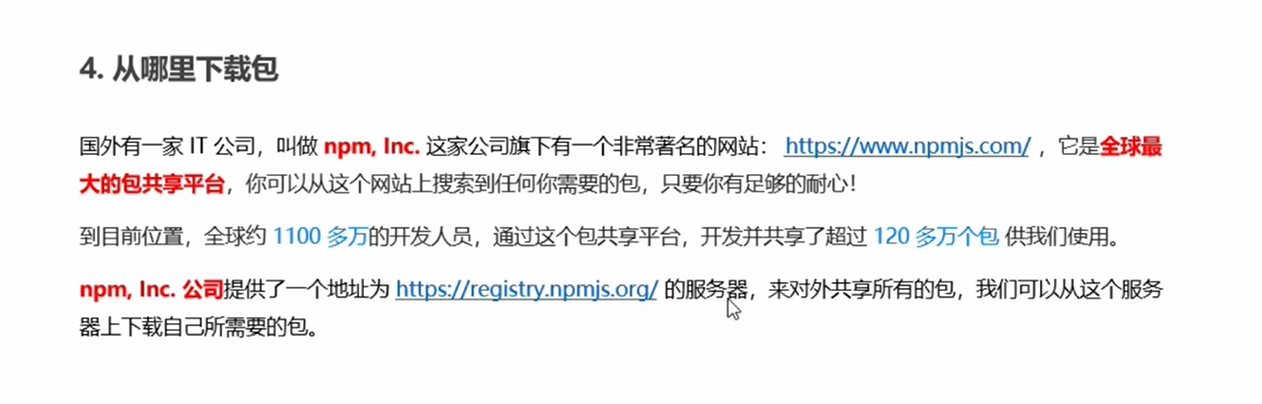 4. 从哪里下载包
国外有一家 IT 公司，叫做 npm, Inc. 这家公司旗下有一个非常著名的网站： https://www.npmjs.com/ ，它是全球最
大的包共享平台，你可以从这个网站上搜索到任何你需要的包，只要你有足够的耐心！
到目前位置，全球约 1100 多万的开发人员，通过这个包共享平台，开发并共享了超过 120 多万个包 供我们使用。
npm, Inc. 公司提供了一个地址为 https://registry.npmjs.org/ 的服务器，来对外共享所有的包，我们可以从这个服务
器上下载自己所需要的包。